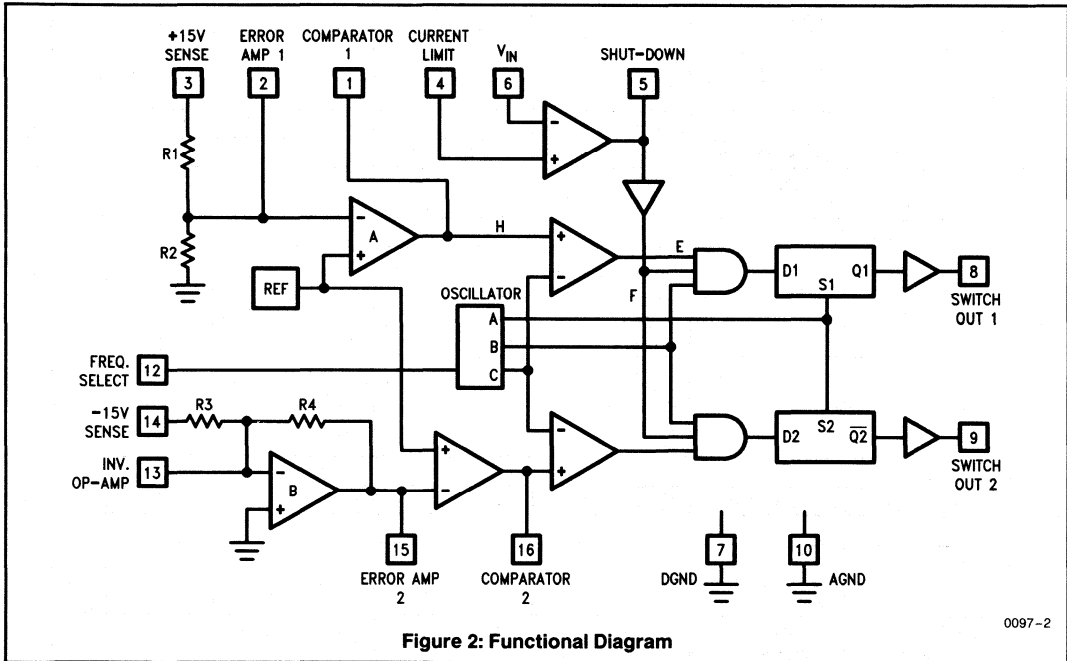 +15V SENSE
ERROR AMP 1
COMPARATOR 1
CURRENT LIMIT
VIN
SHUT-DOWN
3
2
1
4
6
5
-
+
R1
-
A
+
H
+
-
E
F
D1
Q1
S1
8
SWITCH OUT 1
R2
REF
OSCILLATOR
A
B
C
FREQ. SELECT
12
-15V SENSE
14
R3
R4
INV. OP-AMP
13
-
B
+
+
-
-
+
D2
S2
Q2
9
SWITCH OUT 2
15
ERROR AMP 2
16
COMPARATOR 2
7
DGND
10
AGND
0097-2
Figure 2: Functional Diagram